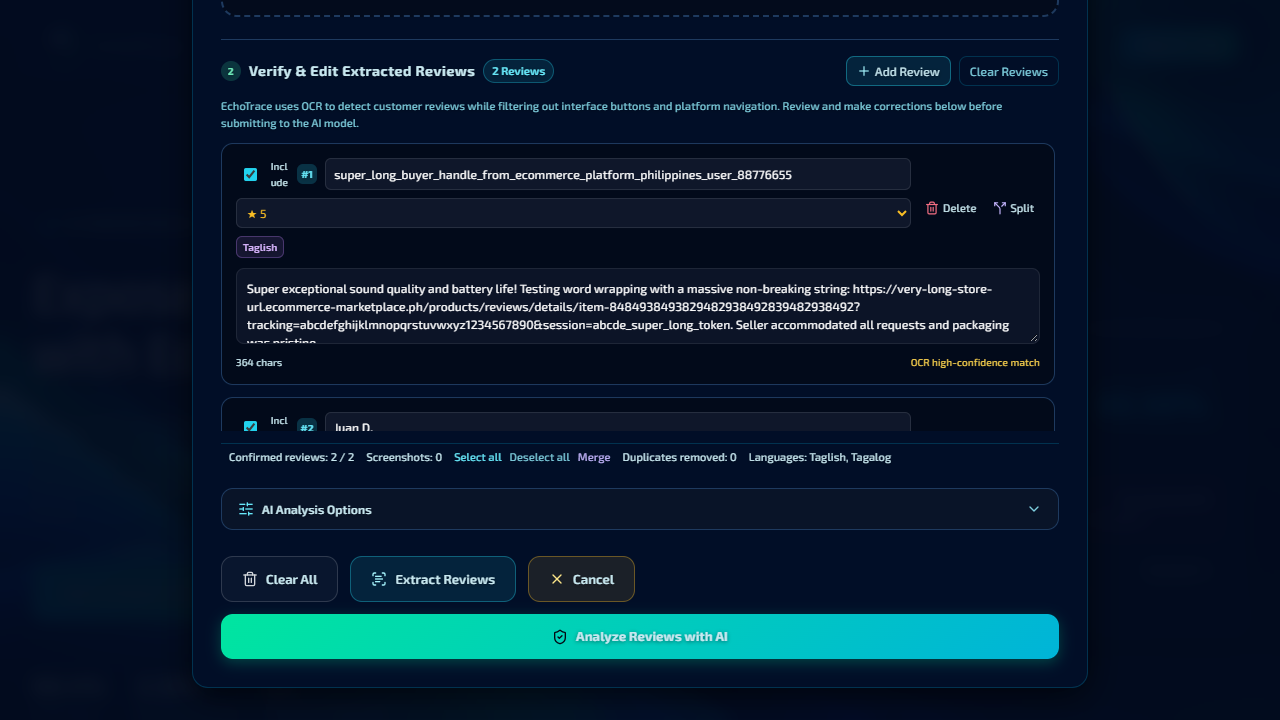 2 Verify & Edit Extracted Reviews 2 Reviews + Add Review Clear Reviews
EchoTrace uses OCR to detect customer reviews while filtering out interface buttons and platform navigation. Review and make corrections below before
submitting to the AI model.
Incl
ude
#1 super_long_buyer_handle_from_ecommerce_platform_philippines_user_88776655
★ 5
Delete Split
Taglish
Super exceptional sound quality and battery life! Testing word wrapping with a massive non-breaking string: https://very-long-store-
url.ecommerce-marketplace.ph/products/reviews/details/item-8484938493829482938492839482938492?
tracking=abcdefghijklmnopqrstuvwxyz1234567890&session=abcde_super_long_token. Seller accommodated all requests and packaging
was pristine
364 chars OCR high-confidence match
Incl
ude
#2 Juan D.
Confirmed reviews: 2 / 2 Screenshots: 0 Select all Deselect all Merge Duplicates removed: 0 Languages: Taglish, Tagalog
AI Analysis Options
Clear All Extract Reviews Cancel
Analyze Reviews with AI